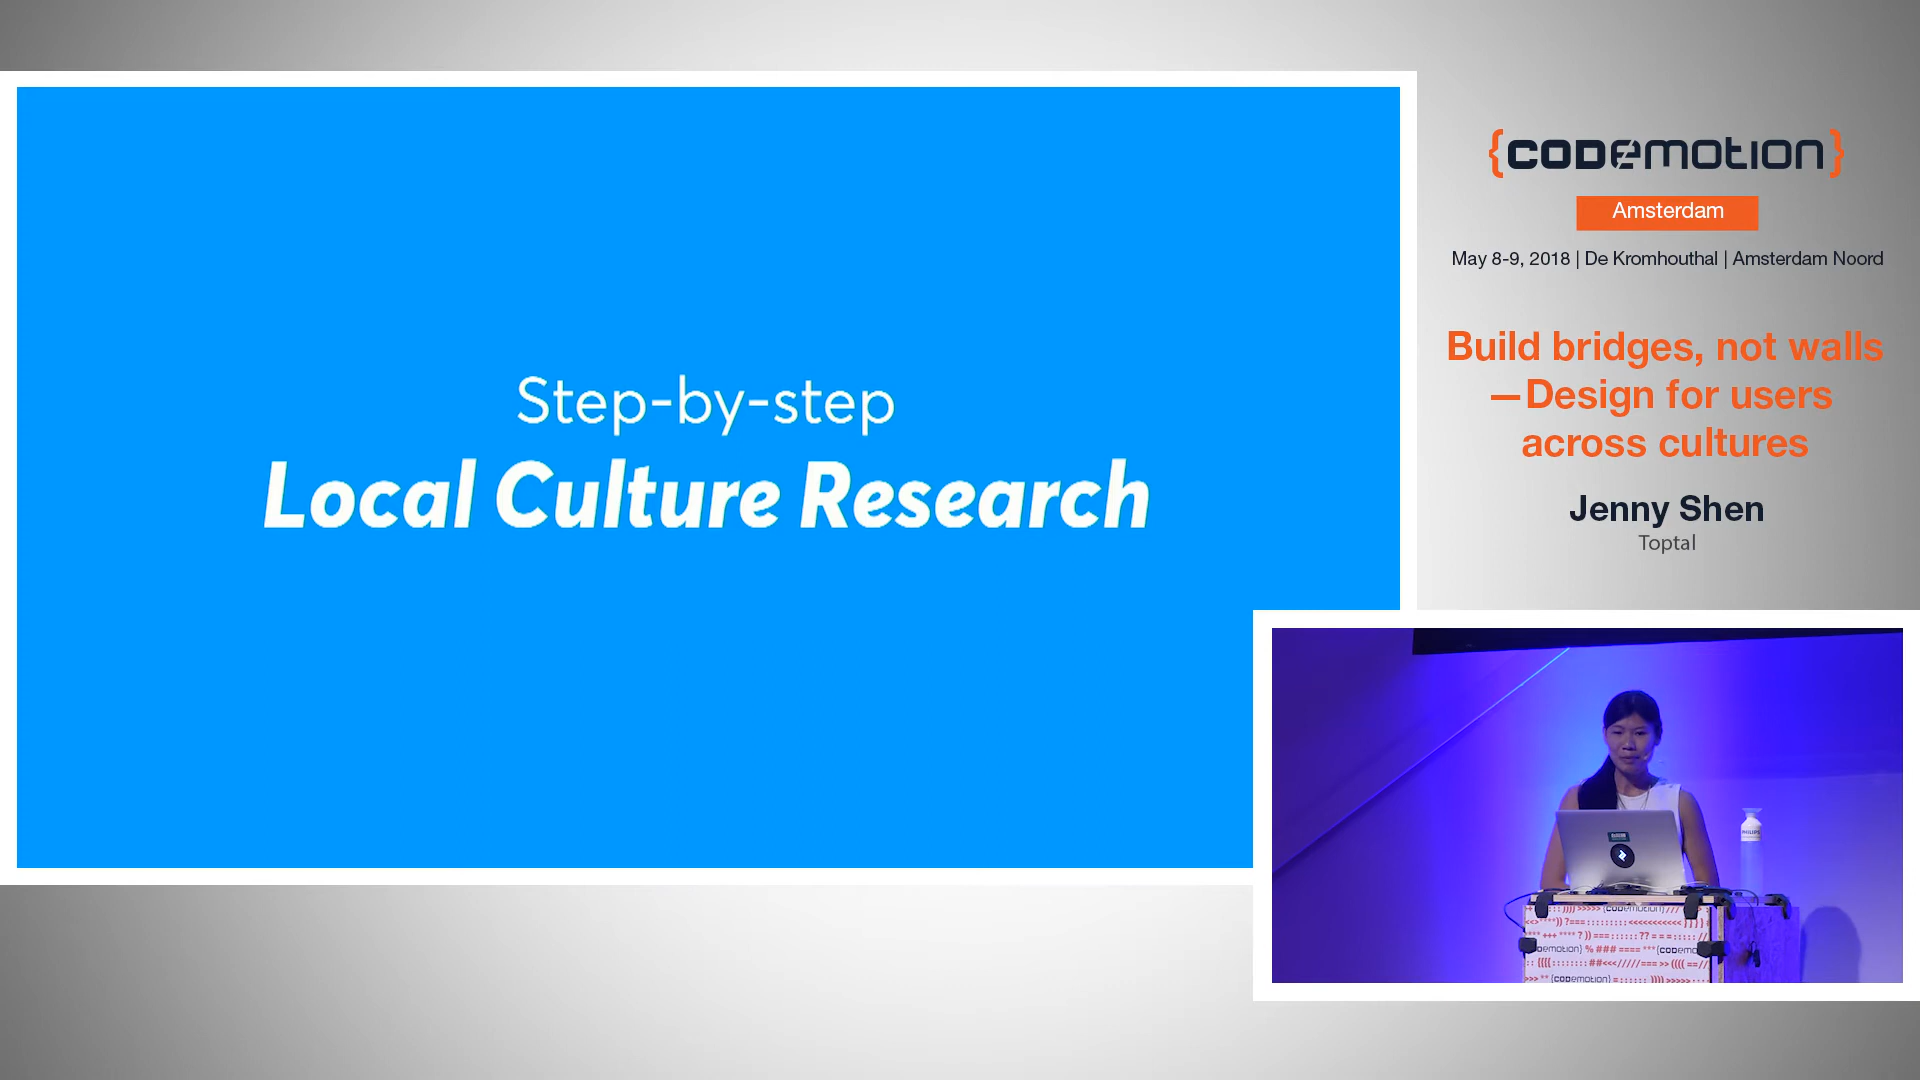 Step-by-step
Local Culture Research
{CODEMOTION}
Amsterdam
May 8-9, 2018 | De Kromhouthal | Amsterdam Noord
Build bridges, not walls
—Design for users
across cultures
Jenny Shen
Toptal
PHILIPS